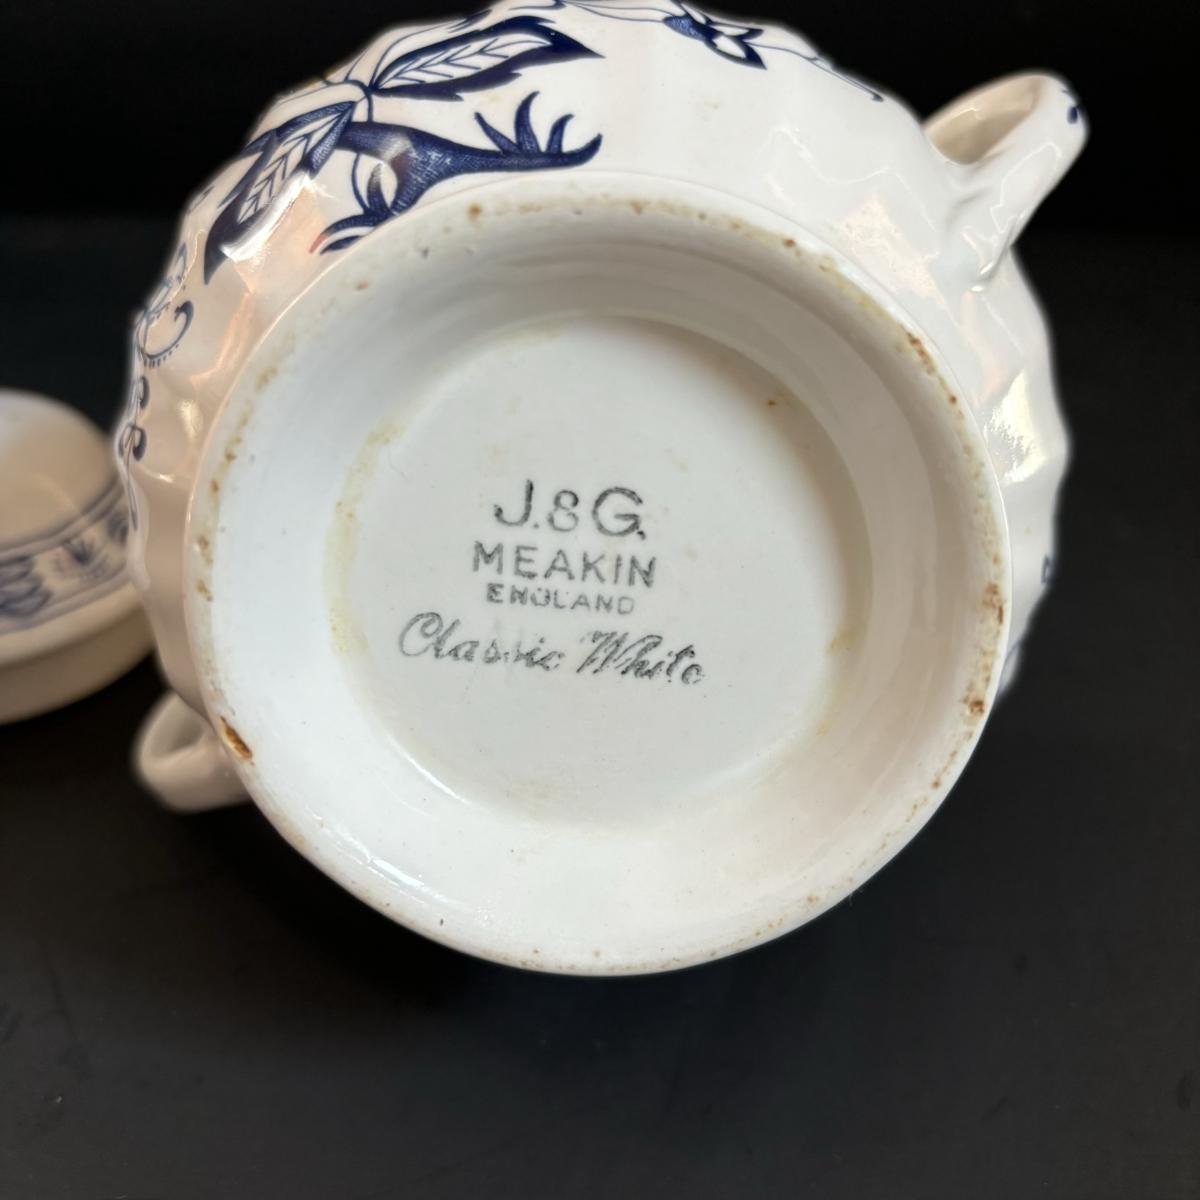 J.&G.
MEAKIN
ENGLAND
Classic White